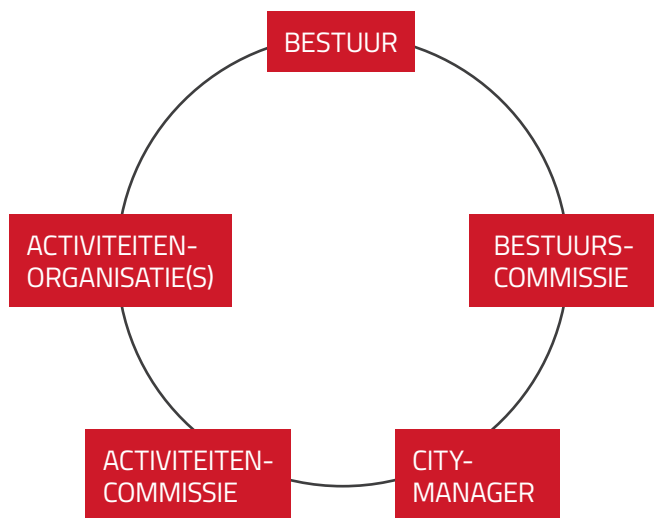 BESTUUR
ACTIVITEITEN-
ORGANISATIE(S)
BESTUURS-
COMMISSIE
ACTIVITEITEN-
COMMISSIE
CITY-
MANAGER